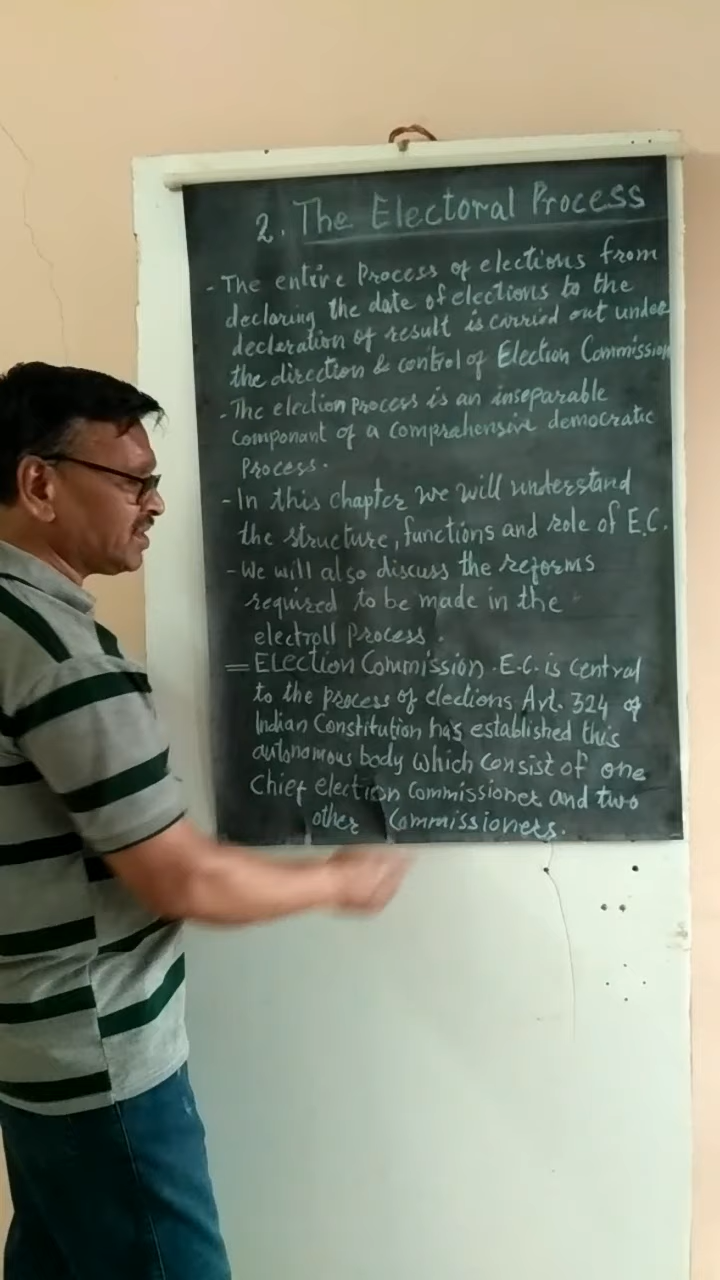 2. The Electoral Process
- The entire Process of elections from
declaring the date of elections to the
decleration of result is carried out under
the direction & control of Election Commission
- The election process is an inseparable
componant of a comprehensive democratic
Process.
- In this chapter we will understand
the structure, functions and role of E.C.
- We will also discuss the reforms
required to be made in the
electroll Process.
= Election Commission. E.C. is central
to the process of elections Art. 324 of
Indian Constitution has established this
autonomous body which consist of one
Chief election commissioner and two
other Commissioners.